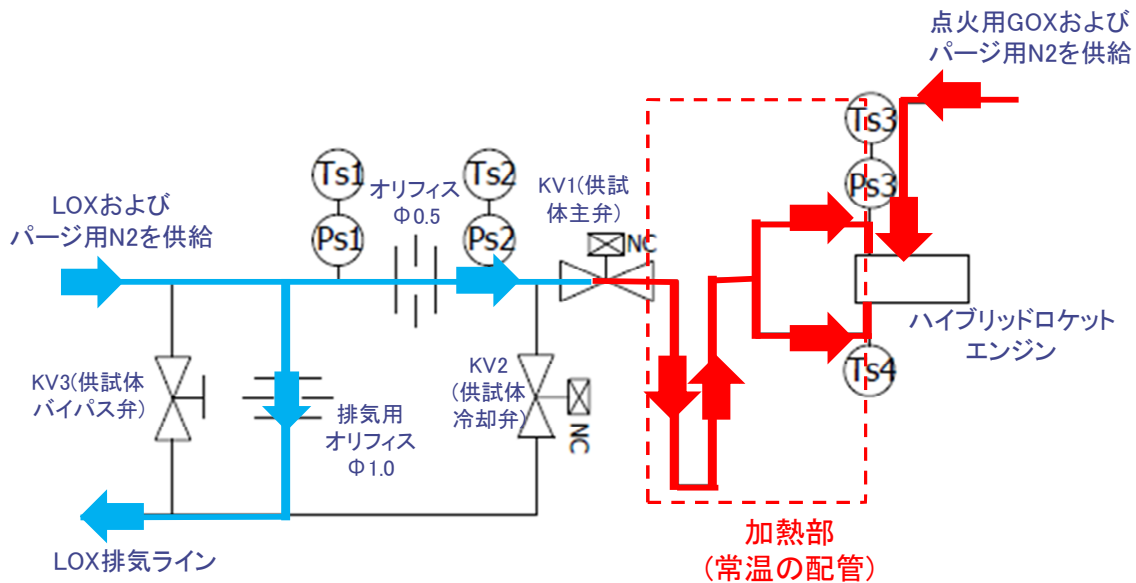 点火用GOXおよび
パージ用N2を供給
Ts3
Ts1
Ts2
オリフィス
Φ0.5
KV1(供試
体主弁)
LOXおよび
パージ用N2を供給
Ps3
Ps1
Ps2
NC
ハイブリッドロケット
エンジン
KV3(供試体
バイパス弁)
KV2
(供試体
冷却弁)
Ts4
排気用
オリフィス
Φ1.0
NC
LOX排気ライン
加熱部
(常温の配管)